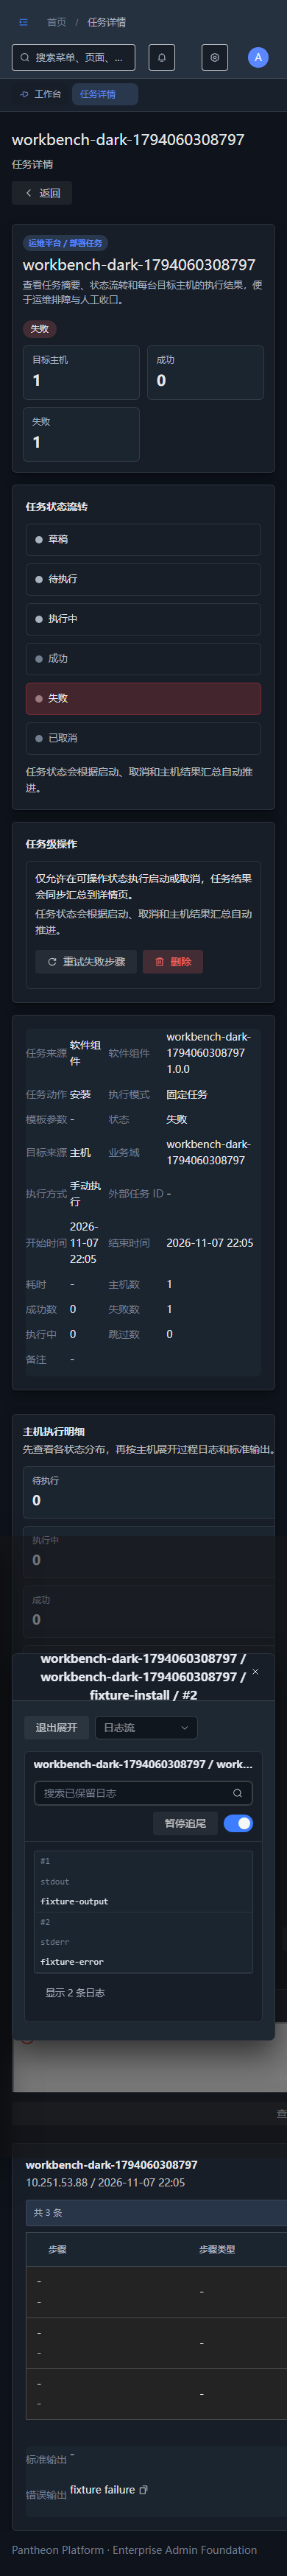 首页 / 任务详情
搜索菜单、页面、...
A
工作台
任务详情
workbench-dark-1794060308797
任务详情
返回
运维平台 / 部署任务
workbench-dark-1794060308797
查看任务摘要、状态流转和每台目标主机的执行结果，便
于运维排障与人工收口。
失败
目标主机
1
成功
0
失败
1
任务状态流转
草稿
待执行
执行中
成功
失败
已取消
任务状态会根据启动、取消和主机结果汇总自动推
进。
任务级操作
仅允许在可操作状态执行启动或取消，任务结果
会同步汇总到详情页。
任务状态会根据启动、取消和主机结果汇总自动
推进。
重试失败步骤
删除
任务来源 软件组件 软件组件 workbench-dark-1794060308797 1.0.0
任务动作 安装 执行模式 固定任务
模板参数 - 状态 失败
目标来源 主机 业务域 workbench-dark-1794060308797
执行方式 手动执行 外部任务 ID -
开始时间 2026-11-07 22:05 结束时间 2026-11-07 22:05
耗时 - 主机数 1
成功数 0 失败数 1
执行中 0 跳过数 0
备注 -
主机执行明细
先查看各状态分布，再按主机展开过程日志和标准输出。
待执行
0
执行中
0
成功
0
workbench-dark-1794060308797 /
workbench-dark-1794060308797 /
fixture-install / #2
退出展开
日志流
workbench-dark-1794060308797 / work...
搜索已保留日志
暂停追尾
#1
stdout
fixture-output
#2
stderr
fixture-error
显示 2 条日志
查
workbench-dark-1794060308797
10.251.53.88 / 2026-11-07 22:05
共 3 条
步骤 步骤类型
-
- -
-
- -
-
- -
标准输出 -
错误输出 fixture failure
Pantheon Platform · Enterprise Admin Foundation